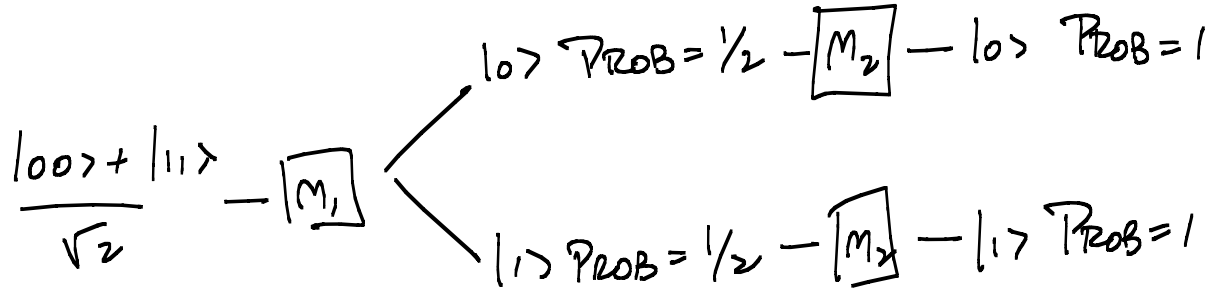 |0> PROB = 1/2 - M₂ - |0> PROB = 1
|00> + |11>
√2
- M₁
|1> PROB = 1/2 - M₂ - |1> PROB = 1